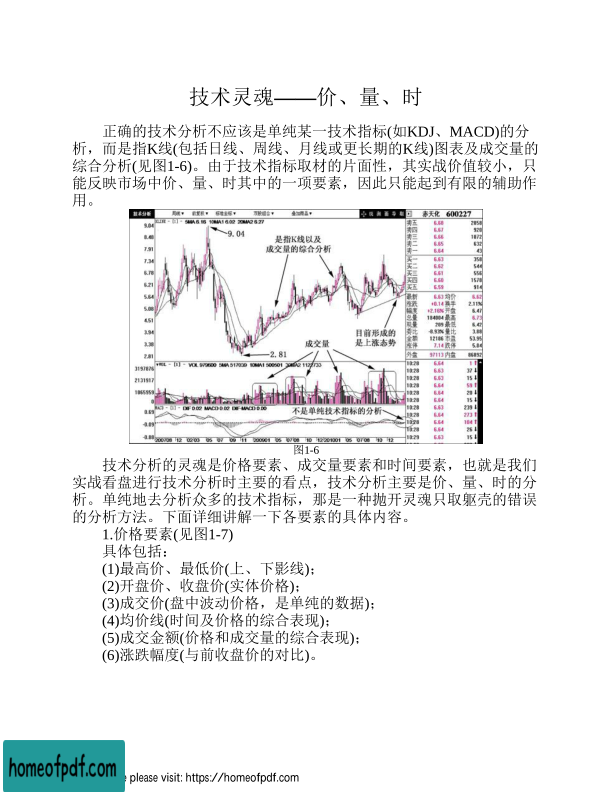 技术灵魂——价、量、时
正确的技术分析不应该是单纯某一技术指标(如KDJ、MACD)的分
析，而是指K线(包括日线、周线、月线或更长期的K线)图表及成交量的
综合分析(见图1-6)。由于技术指标取材的片面性，其实战价值较小，只
能反映市场中价、量、时其中的一项要素，因此只能起到有限的辅助作
用。
技术分析
赤天化 600227
9.04
是指K线以及
成交量的综合分析
目前形成的
是上涨态势
2.81
成交量
不是单纯技术指标的分析
图1-6
技术分析的灵魂是价格要素、成交量要素和时间要素，也就是我们
实战看盘进行技术分析时主要的看点，技术分析主要是价、量、时的分
析。单纯地去分析众多的技术指标，那是一种抛开灵魂只取躯壳的错误
的分析方法。下面详细讲解一下各要素的具体内容。
1.价格要素(见图1-7)
具体包括：
(1)最高价、最低价(上、下影线)；
(2)开盘价、收盘价(实体价格)；
(3)成交价(盘中波动价格，是单纯的数据)；
(4)均价线(时间及价格的综合表现)；
(5)成交金额(价格和成交量的综合表现)；
(6)涨跌幅度(与前收盘价的对比)。
homeofpdf.com
please visit: https://homeofpdf.com